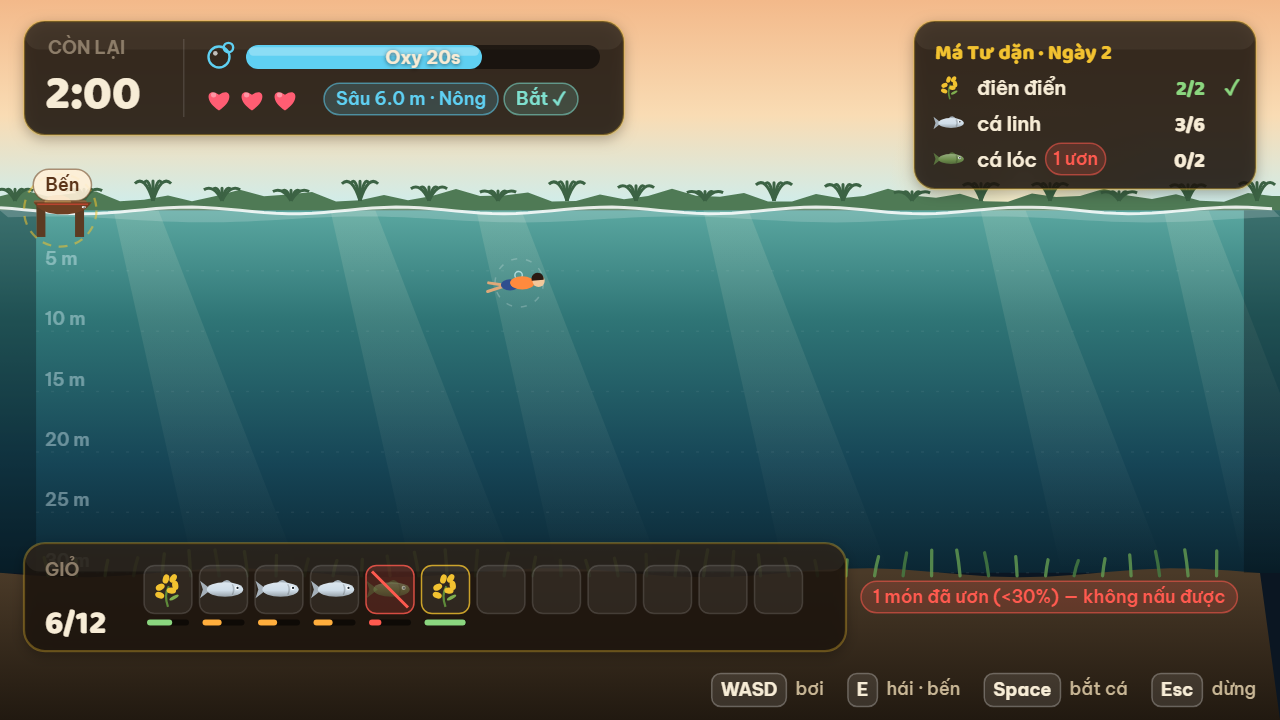 CÒN LẠI
2:00
Oxy 20s
Sâu 6.0 m · Nông
Bắt ✓
Má Tư dặn · Ngày 2
điên điển 2/2 ✓
cá linh 3/6
cá lóc 1 ươn 0/2
Bến
5 m
10 m
15 m
20 m
25 m
GIỎ
6/12
1 món đã ươn (<30%) — không nấu được
WASD bơi E hái · bến Space bắt cá Esc dừng